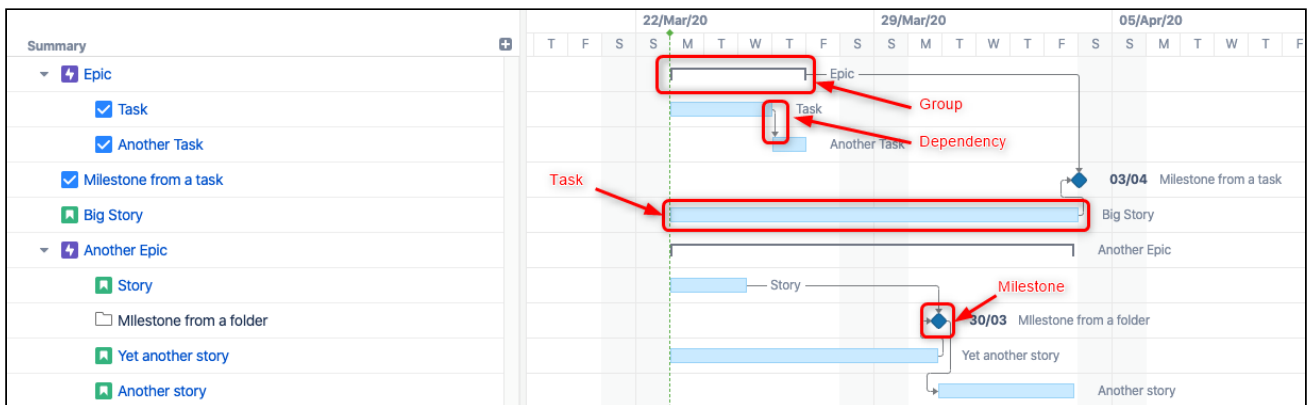 22/Mar/20 29/Mar/20 05/Apr/20
Summary T F S S M T W T F S S M T W T F S S M T W T F
Epic Epic
Group
Task Task
Dependency
Another Task Another Task
Milestone from a task Task 03/04 Milestone from a task
Big Story Big Story
Another Epic Another Epic
Story Story Milestone
MIlestone from a folder 30/03 MIlestone from a folder
Yet another story Yet another story
Another story Another story